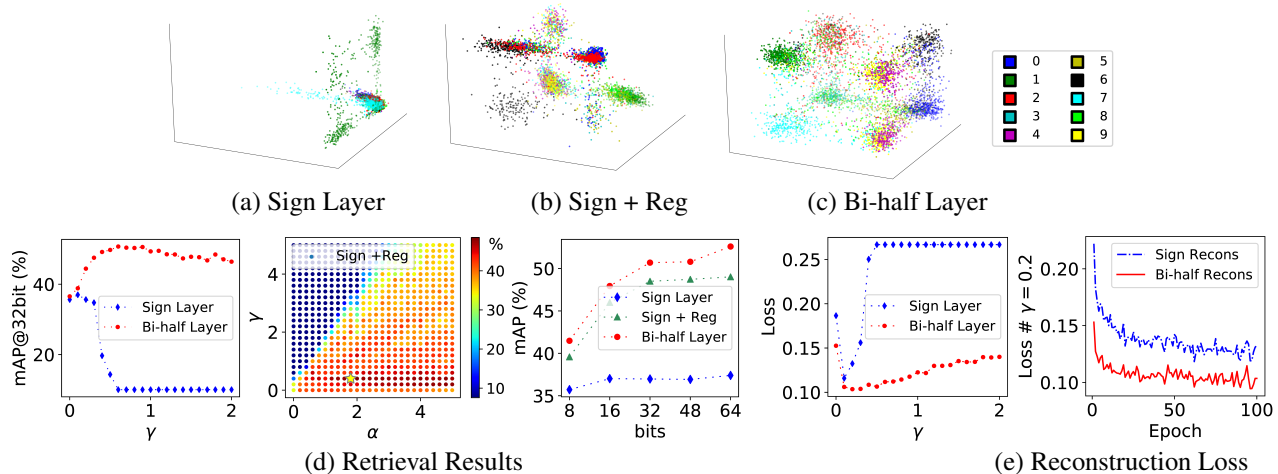 0 5
1 6
2 7
3 8
4 9
(a) Sign Layer
(b) Sign + Reg
(c) Bi-half Layer
mAP@32bit (%)
40
20
0 1 2
γ
Sign Layer
Bi-half Layer
γ
4
2
0
0 2 4
α
Sign +Reg
%
50
40
30
20
10
mAP (%)
50
45
40
35
8 16 32 48 64
bits
Sign Layer
Sign + Reg
Bi-half Layer
Loss
0.25
0.20
0.15
0.10
0 1 2
γ
Sign Layer
Bi-half Layer
Loss # γ = 0.2
0.20
0.15
0.10
0 50 100
Epoch
Sign Recons
Bi-half Recons
(d) Retrieval Results
(e) Reconstruction Loss